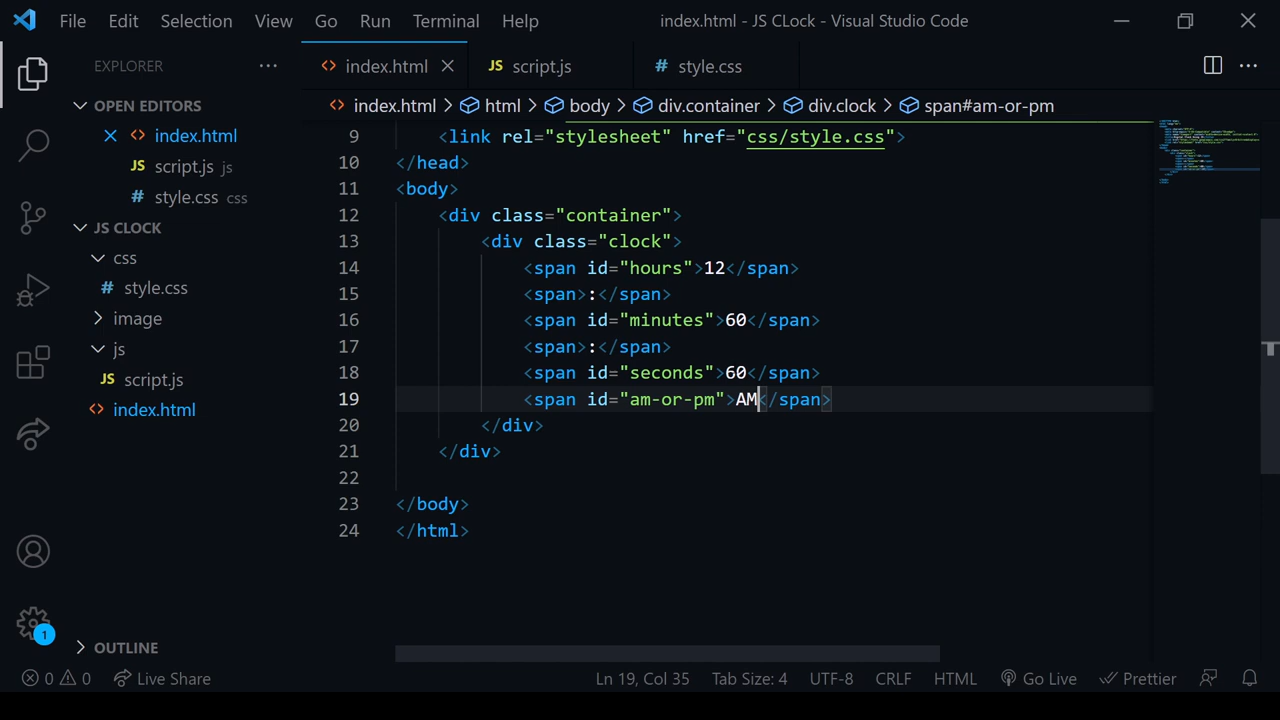 File Edit Selection View Go Run Terminal Help index.html - JS CLock - Visual Studio Code
EXPLORER
OPEN EDITORS
index.html
script.js js
style.css css
JS CLOCK
css
style.css
image
js
script.js
index.html
OUTLINE
index.html script.js style.css
index.html > html > body > div.container > div.clock > span#am-or-pm
9 <link rel="stylesheet" href="css/style.css">
10 </head>
11 <body>
12 <div class="container">
13 <div class="clock">
14 <span id="hours">12</span>
15 <span>:</span>
16 <span id="minutes">60</span>
17 <span>:</span>
18 <span id="seconds">60</span>
19 <span id="am-or-pm">AM</span>
20 </div>
21 </div>
22
23 </body>
24 </html>
1
0 0 Live Share Ln 19, Col 35 Tab Size: 4 UTF-8 CRLF HTML Go Live Prettier